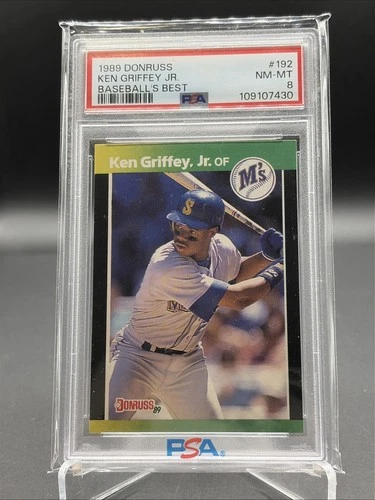 1989 DONRUSS #192
KEN GRIFFEY JR. NM-MT
BASEBALL'S BEST 8
PSA 109107430
Ken Griffey, Jr. OF
M's
S
DONRUSS
89
PSA